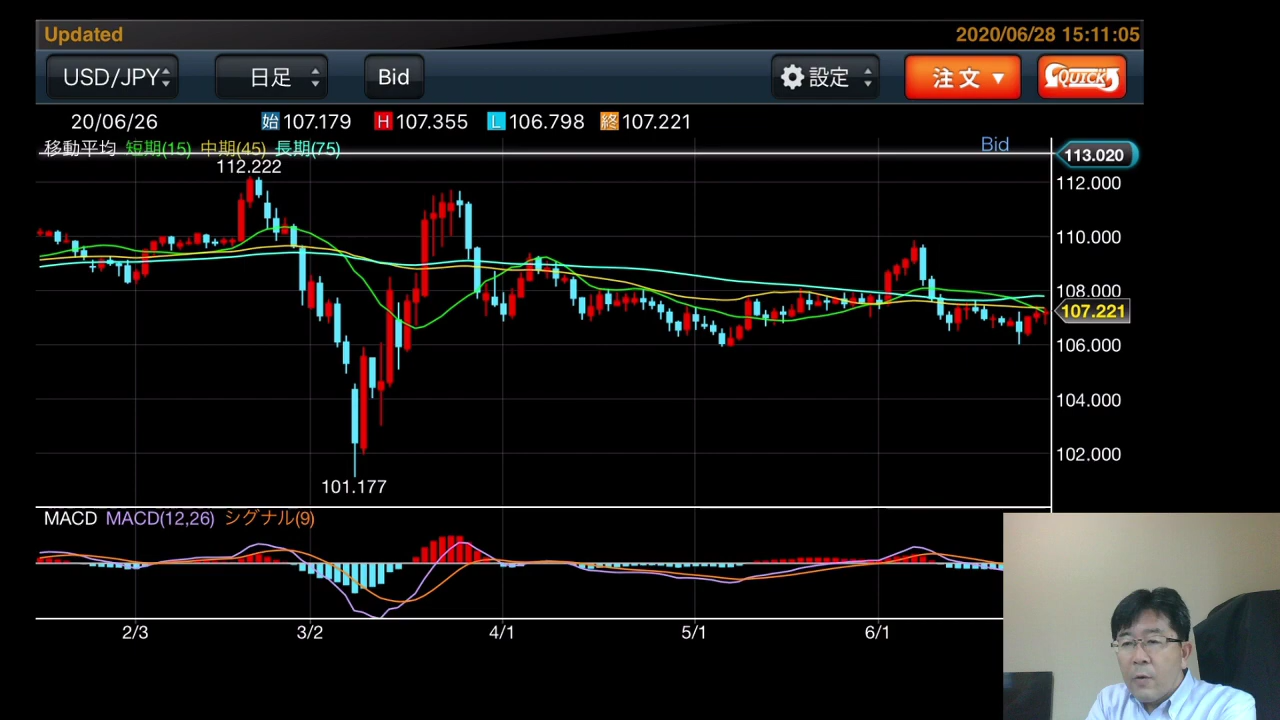 Updated 2020/06/28 15:11:05
USD/JPY 日足 Bid 設定 注文 ▼ QUICK
20/06/26 始 107.179 H 107.355 L 106.798 終 107.221
移動平均 短期(15) 中期(45) 長期(75)
Bid
113.020
112.222
112.000
110.000
108.000
107.221
106.000
104.000
102.000
101.177
MACD MACD(12,26) シグナル(9)
2/3 3/2 4/1 5/1 6/1